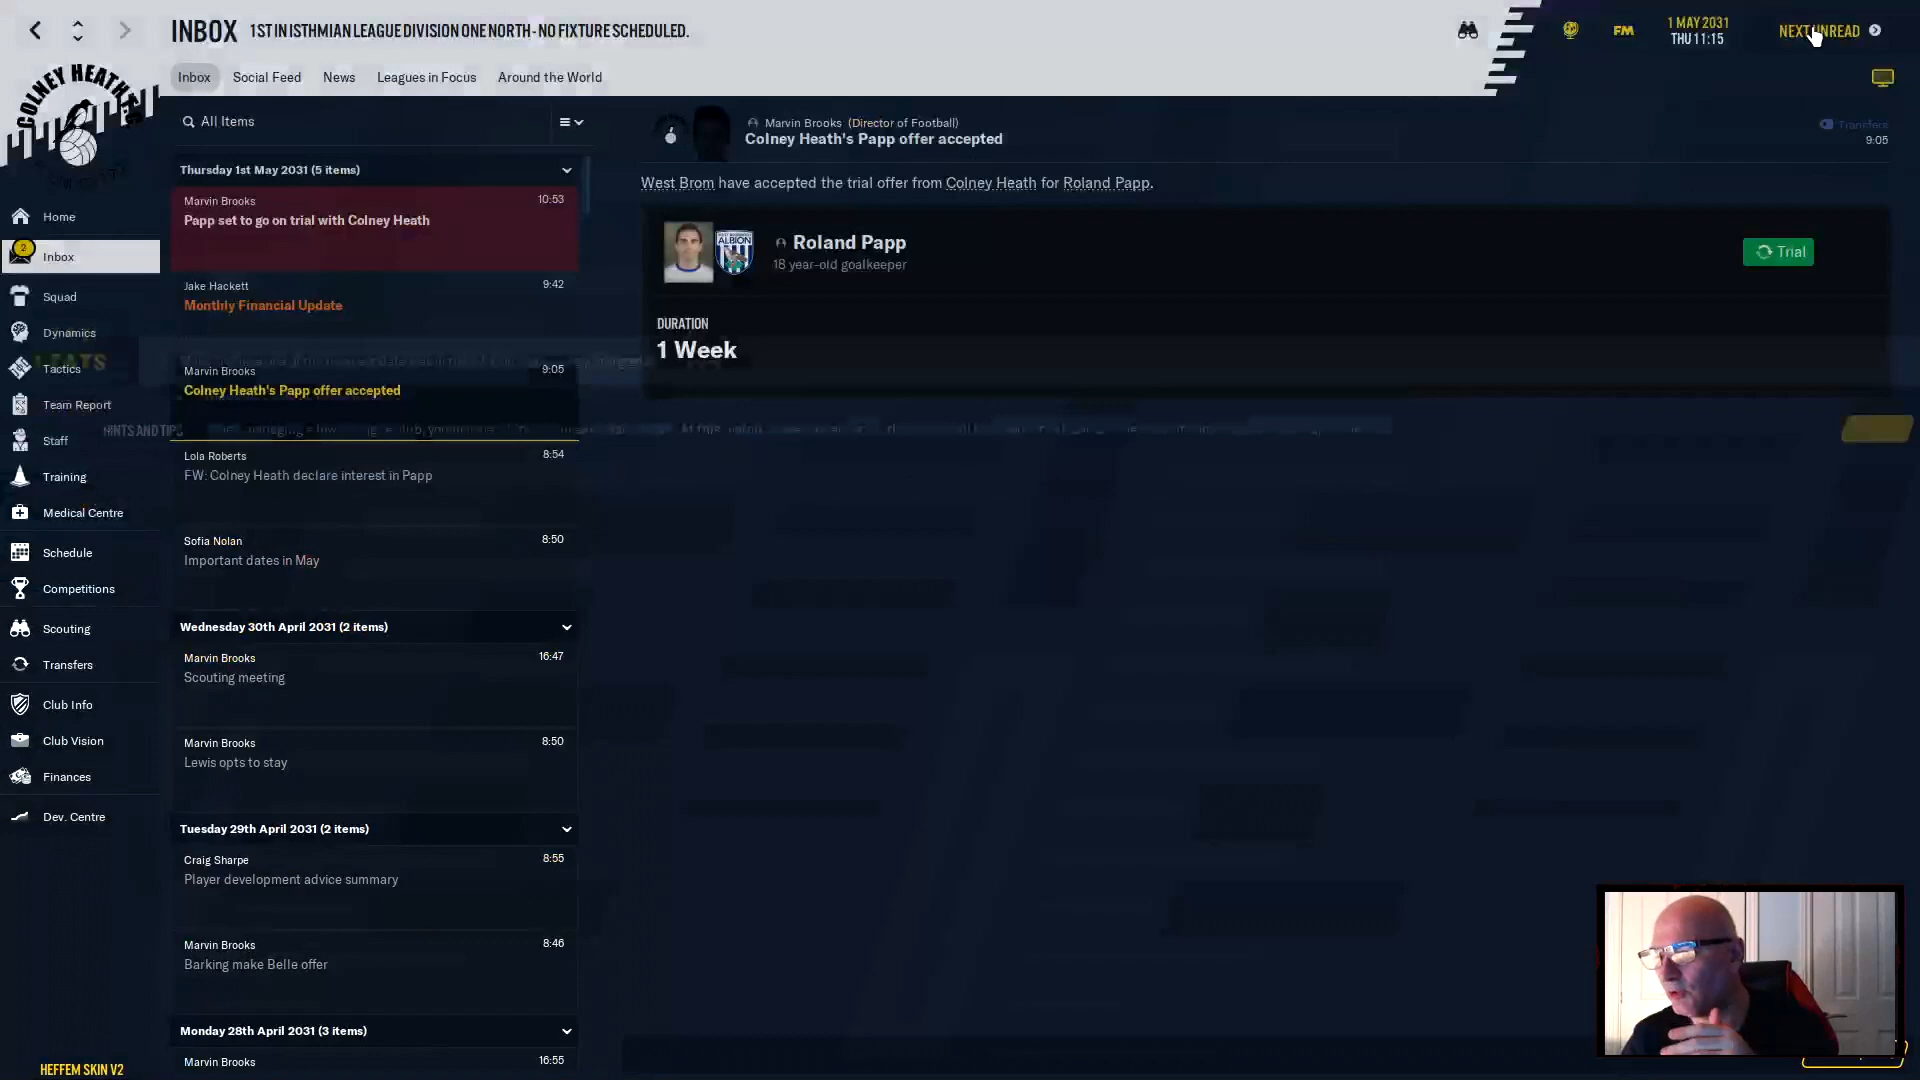 INBOX 1ST IN ISTHMIAN LEAGUE DIVISION ONE NORTH - NO FIXTURE SCHEDULED.
FM
1 MAY 2031
THU 11:15
NEXT UNREAD
Inbox Social Feed News Leagues in Focus Around the World
COLNEY HEATH
Home
2
Inbox
Squad
Dynamics
Tactics
Team Report
Staff
Training
Medical Centre
Schedule
Competitions
Scouting
Transfers
Club Info
Club Vision
Finances
Dev. Centre
HEFFEM SKIN V2
All Items
Thursday 1st May 2031 (5 items)
Marvin Brooks 10:53
Papp set to go on trial with Colney Heath
Jake Hackett 9:42
Monthly Financial Update
Marvin Brooks 9:05
Colney Heath's Papp offer accepted
HINTS AND TIPS
Lola Roberts 8:54
FW: Colney Heath declare interest in Papp
Sofia Nolan 8:50
Important dates in May
Wednesday 30th April 2031 (2 items)
Marvin Brooks 16:47
Scouting meeting
Marvin Brooks 8:50
Lewis opts to stay
Tuesday 29th April 2031 (2 items)
Craig Sharpe 8:55
Player development advice summary
Marvin Brooks 8:46
Barking make Belle offer
Monday 28th April 2031 (3 items)
Marvin Brooks 16:55
Marvin Brooks (Director of Football)
Colney Heath's Papp offer accepted
Transfers
9:05
West Brom have accepted the trial offer from Colney Heath for Roland Papp.
ALBION
Roland Papp
18 year-old goalkeeper
Trial
DURATION
1 Week